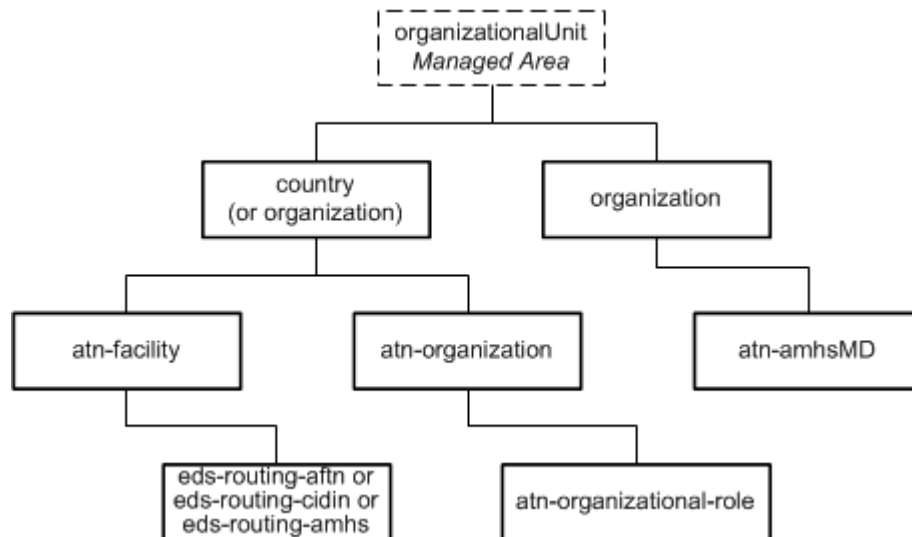 organizationalUnit
Managed Area
country
(or organization)
organization
atn-facility
atn-organization
atn-amhsMD
eds-routing-aftn or
eds-routing-cidin or
eds-routing-amhs
atn-organizational-role